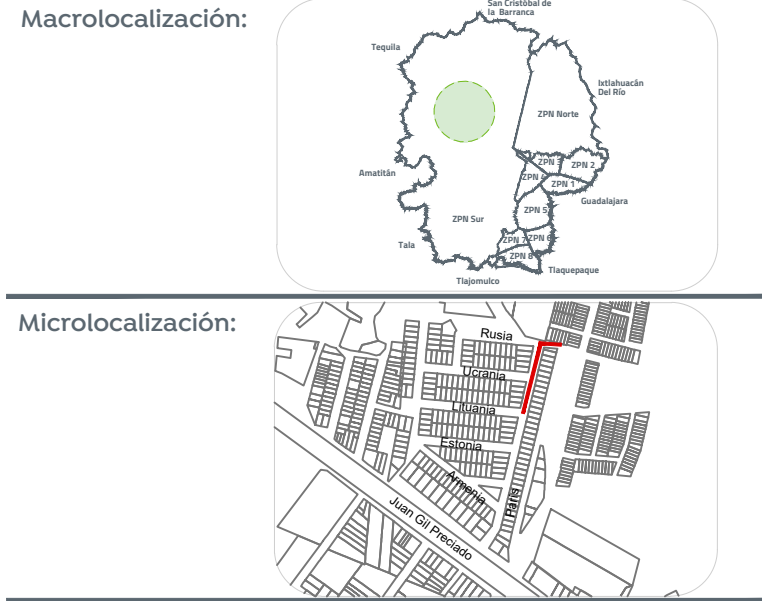 Macrolocalización:
San Cristóbal de
la Barranca
Tequila
Ixtlahuacán
Del Río
ZPN Norte
ZPN 3
ZPN 2
ZPN 4
ZPN 1
Amatitán
Guadalajara
ZPN 5
ZPN Sur
ZPN 7
ZPN 6
Tala
ZPN 8
Tlaquepaque
Tlajomulco
Microlocalización:
Rusia
Ucrania
Lituania
Estonia
Armenia
París
Juan Gil Preciado